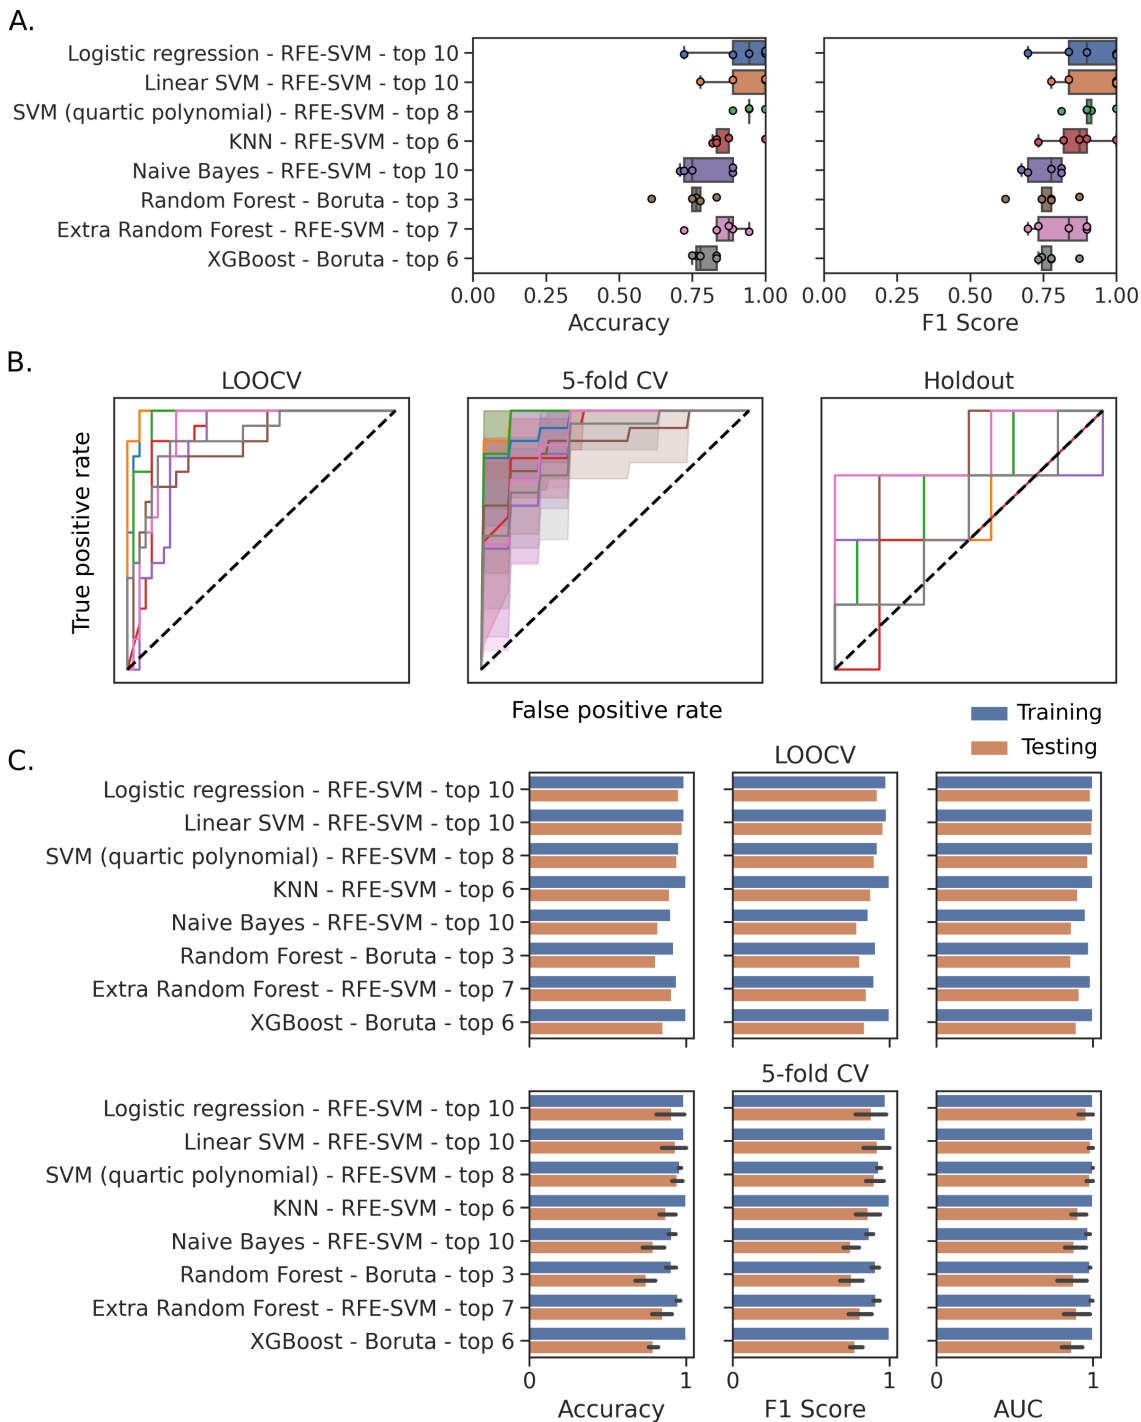 A.
Logistic regression - RFE-SVM - top 10
Linear SVM - RFE-SVM - top 10
SVM (quartic polynomial) - RFE-SVM - top 8
KNN - RFE-SVM - top 6
Naive Bayes - RFE-SVM - top 10
Random Forest - Boruta - top 3
Extra Random Forest - RFE-SVM - top 7
XGBoost - Boruta - top 6
0.00 0.25 0.50 0.75 1.00 0.00 0.25 0.50 0.75 1.00
Accuracy F1 Score
B.
LOOCV 5-fold CV Holdout
True positive rate
False positive rate
Training
Testing
C.
LOOCV
Logistic regression - RFE-SVM - top 10
Linear SVM - RFE-SVM - top 10
SVM (quartic polynomial) - RFE-SVM - top 8
KNN - RFE-SVM - top 6
Naive Bayes - RFE-SVM - top 10
Random Forest - Boruta - top 3
Extra Random Forest - RFE-SVM - top 7
XGBoost - Boruta - top 6
5-fold CV
Logistic regression - RFE-SVM - top 10
Linear SVM - RFE-SVM - top 10
SVM (quartic polynomial) - RFE-SVM - top 8
KNN - RFE-SVM - top 6
Naive Bayes - RFE-SVM - top 10
Random Forest - Boruta - top 3
Extra Random Forest - RFE-SVM - top 7
XGBoost - Boruta - top 6
0 1 0 1 0 1
Accuracy F1 Score AUC